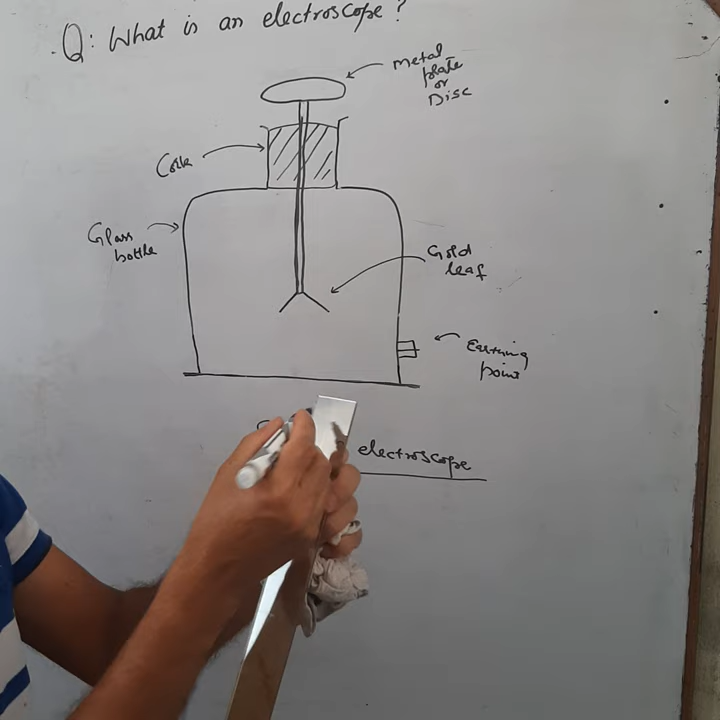 Q: What is an electroscope?
Metal
plate
or
Disc
Cork
Glass
bottle
Gold
leaf
Earthing
point
electroscope